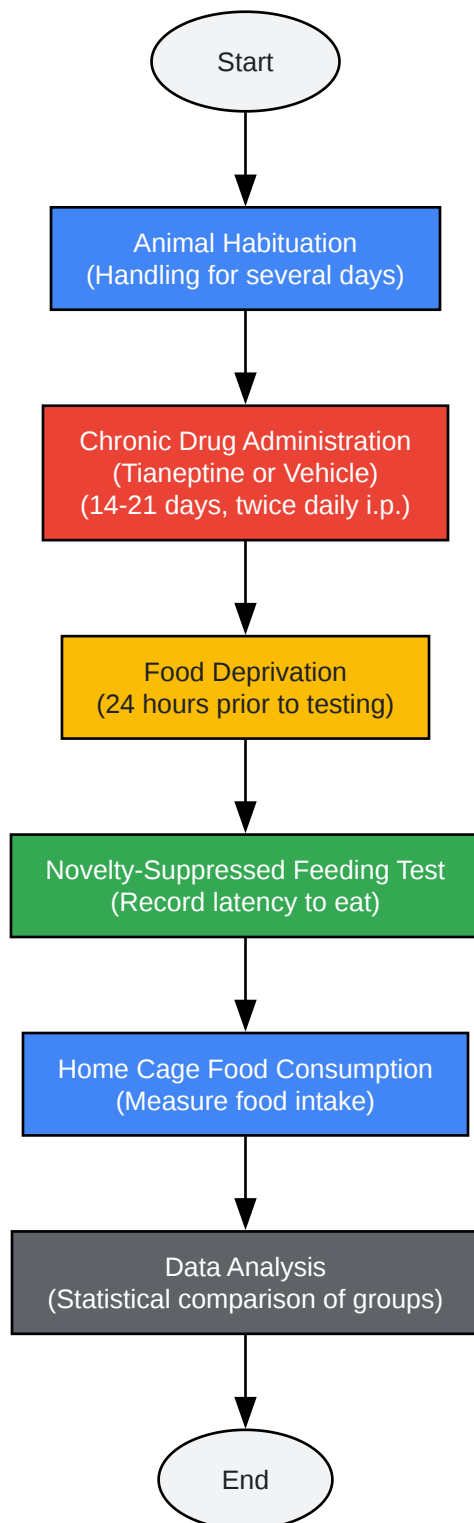 Start
Animal Habituation
(Handling for several days)
Chronic Drug Administration
(Tianeptine or Vehicle)
(14-21 days, twice daily i.p.)
Food Deprivation
(24 hours prior to testing)
Novelty-Suppressed Feeding Test
(Record latency to eat)
Home Cage Food Consumption
(Measure food intake)
Data Analysis
(Statistical comparison of groups)
End